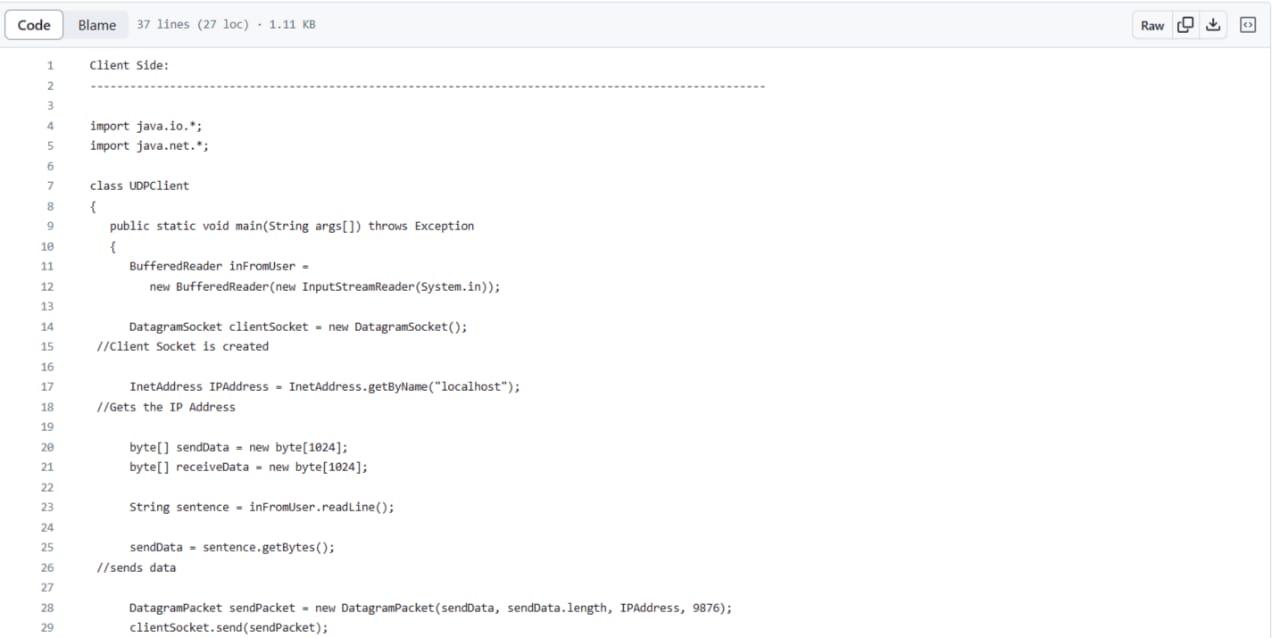 Code Blame 37 lines (27 loc) · 1.11 KB Raw
1 Client Side:
2 ------------------------------------------------------------------------------------------------------
3
4 import java.io.*;
5 import java.net.*;
6
7 class UDPClient
8 {
9 public static void main(String args[]) throws Exception
10 {
11 BufferedReader inFromUser =
12 new BufferedReader(new InputStreamReader(System.in));
13
14 DatagramSocket clientSocket = new DatagramSocket();
15 //Client Socket is created
16
17 InetAddress IPAddress = InetAddress.getByName("localhost");
18 //Gets the IP Address
19
20 byte[] sendData = new byte[1024];
21 byte[] receiveData = new byte[1024];
22
23 String sentence = inFromUser.readLine();
24
25 sendData = sentence.getBytes();
26 //sends data
27
28 DatagramPacket sendPacket = new DatagramPacket(sendData, sendData.length, IPAddress, 9876);
29 clientSocket.send(sendPacket);